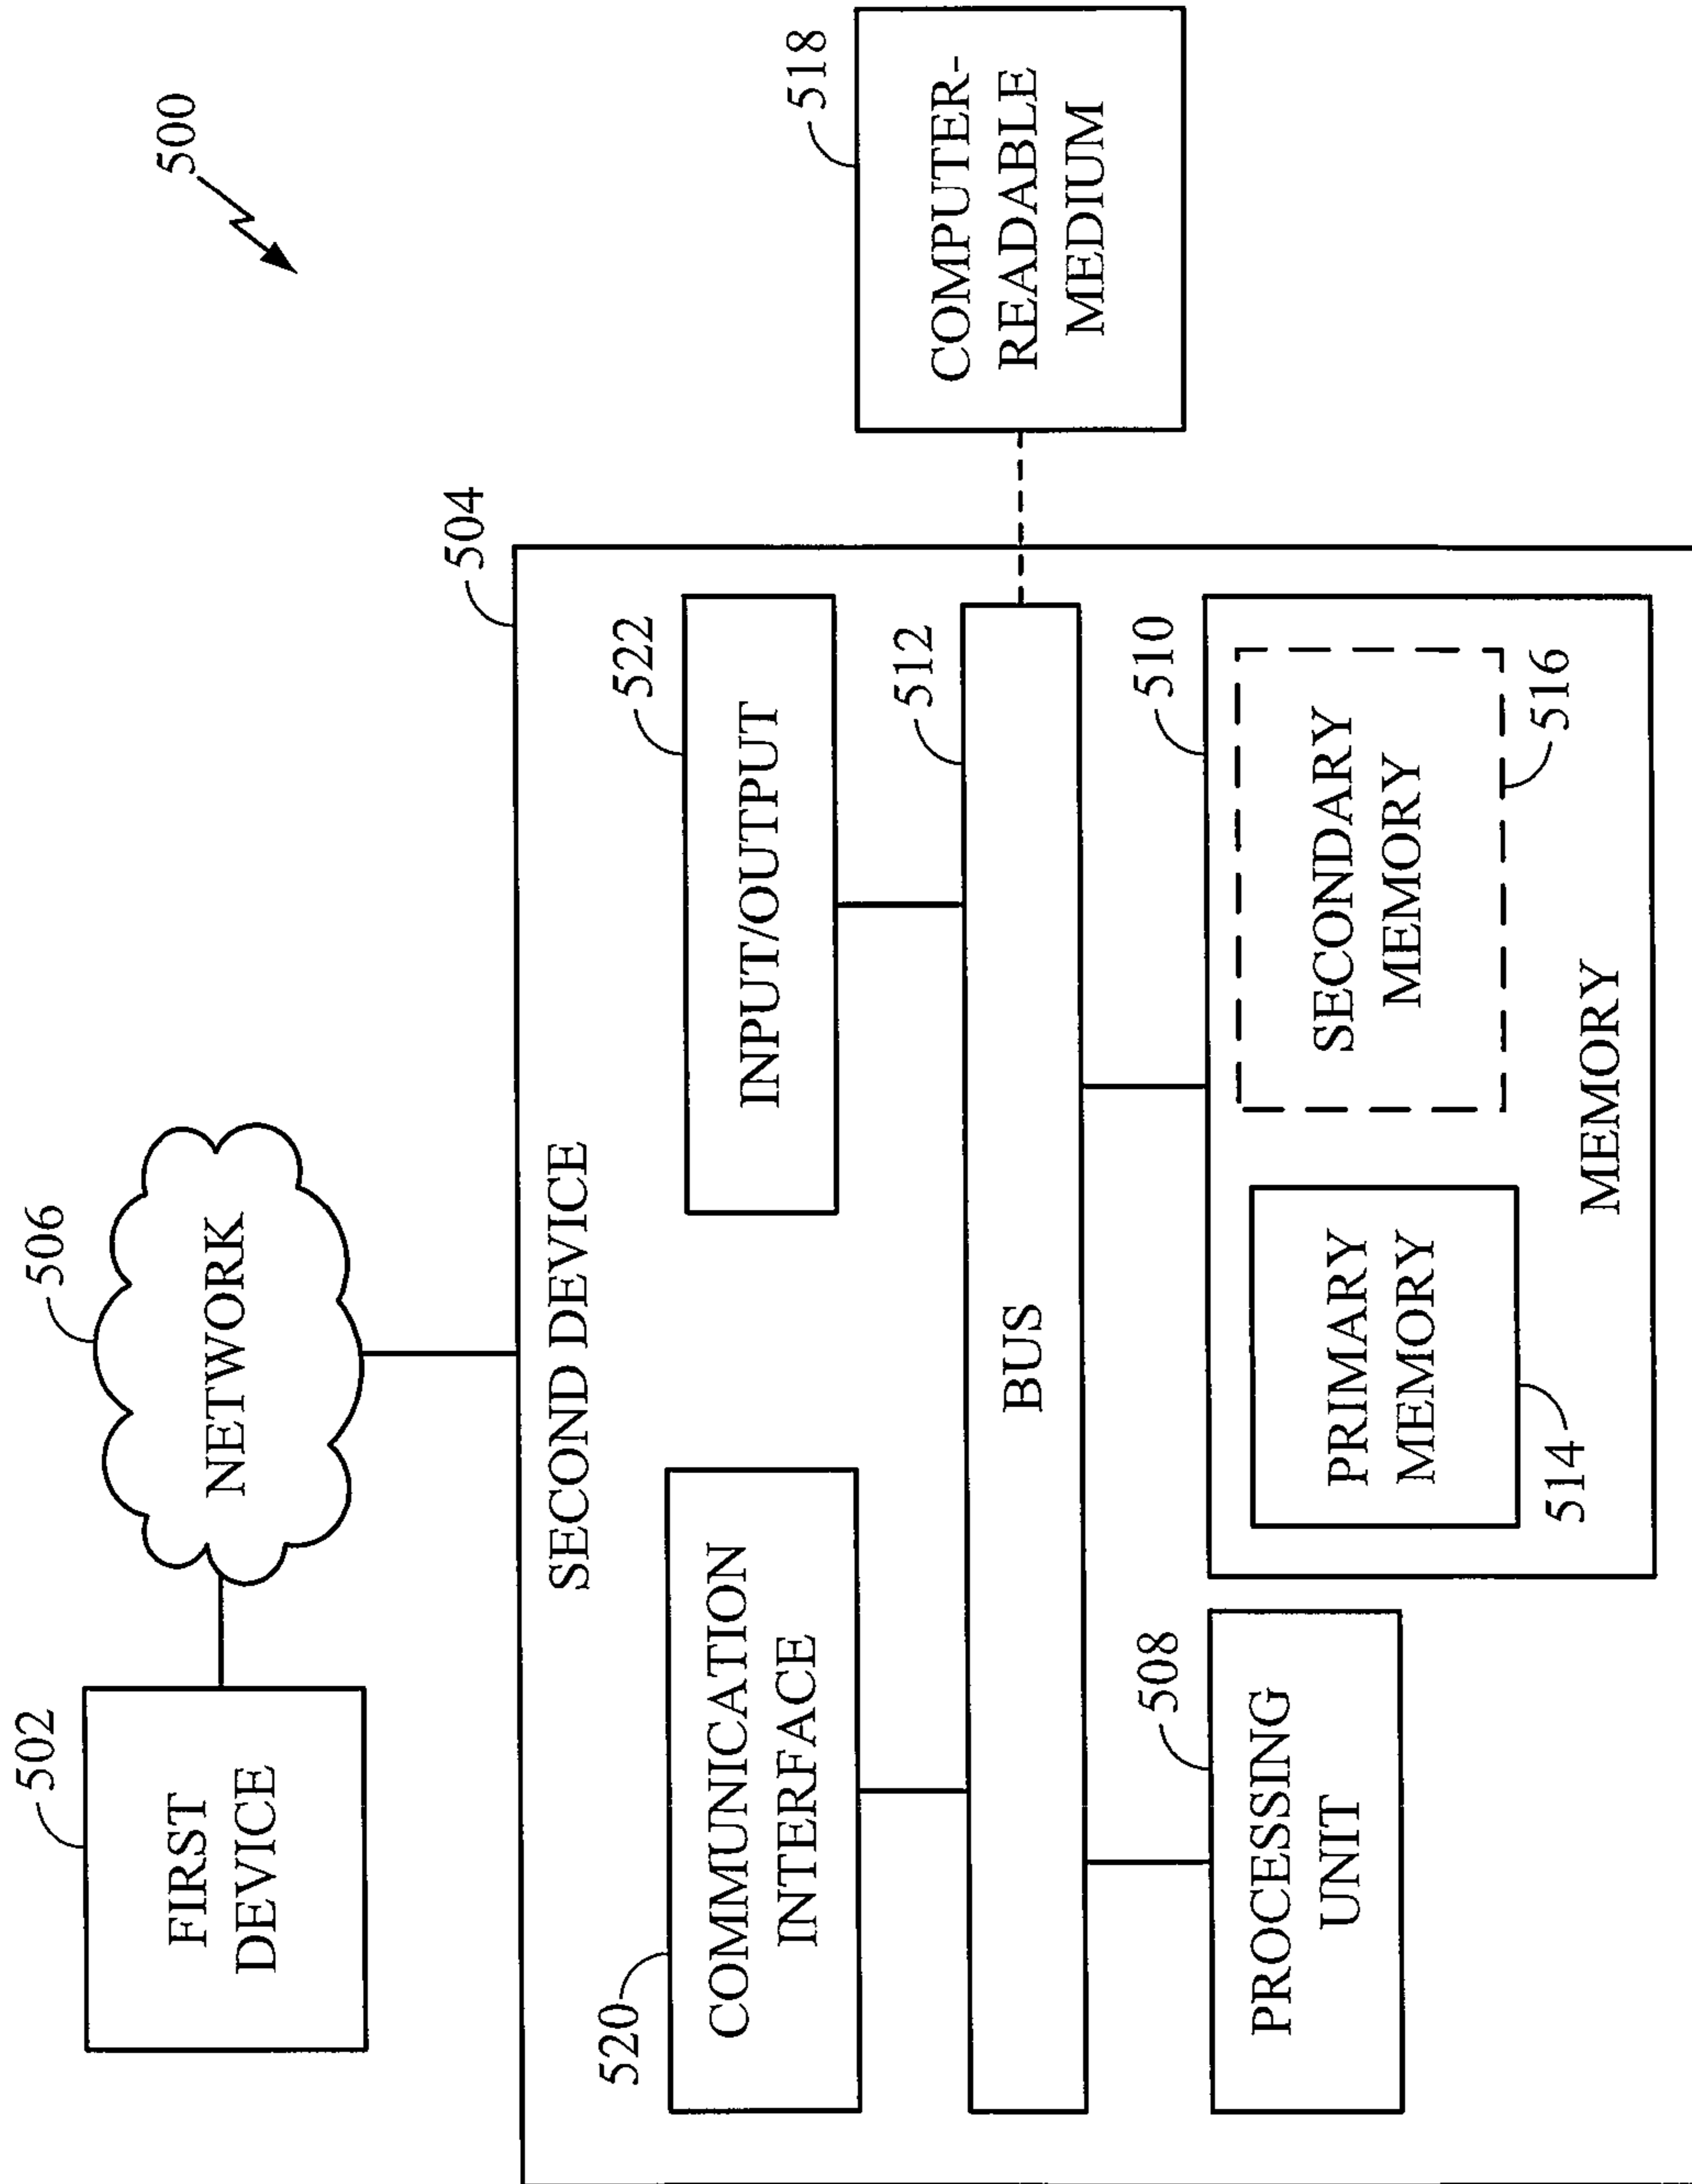 500
502
FIRST
DEVICE
506
NETWORK
504
SECOND DEVICE
520
COMMUNICATION
INTERFACE
522
INPUT/OUTPUT
512
BUS
518
COMPUTER-
READABLE
MEDIUM
508
PROCESSING
UNIT
510
PRIMARY
MEMORY
514
SECONDARY
MEMORY
516
MEMORY